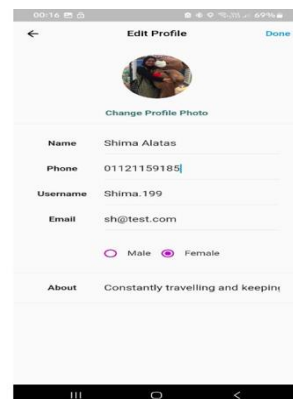 00:16 69%
Edit Profile Done
Change Profile Photo
Name Shima Alatas
Phone 01121159185
Username Shima.199
Email sh@test.com
Male Female
About Constantly travelling and keeping